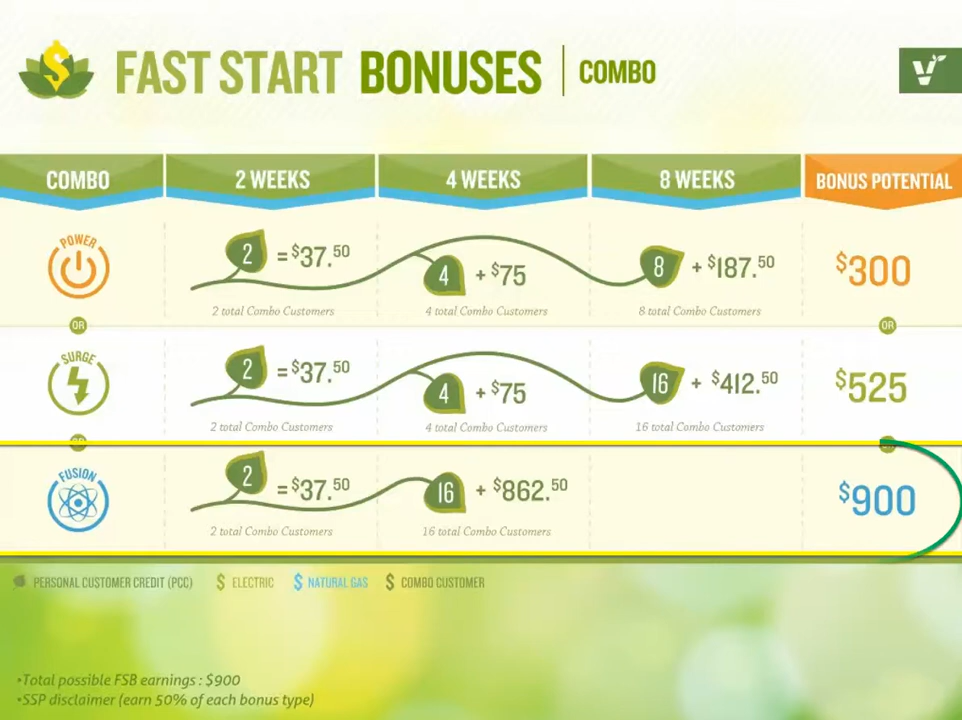 $ FAST START BONUSES | COMBO
V
COMBO 2 WEEKS 4 WEEKS 8 WEEKS BONUS POTENTIAL
POWER 2 =$37.50 4 + $75 8 + $187.50 $300
2 total Combo Customers 4 total Combo Customers 8 total Combo Customers
OR OR
SURGE 2 =$37.50 4 + $75 16 + $412.50 $525
2 total Combo Customers 4 total Combo Customers 16 total Combo Customers
FUSION 2 =$37.50 16 + $862.50 $900
2 total Combo Customers 16 total Combo Customers
PERSONAL CUSTOMER CREDIT (PCC) $ ELECTRIC $ NATURAL GAS $ COMBO CUSTOMER
•Total possible FSB earnings : $900
•SSP disclaimer (earn 50% of each bonus type)